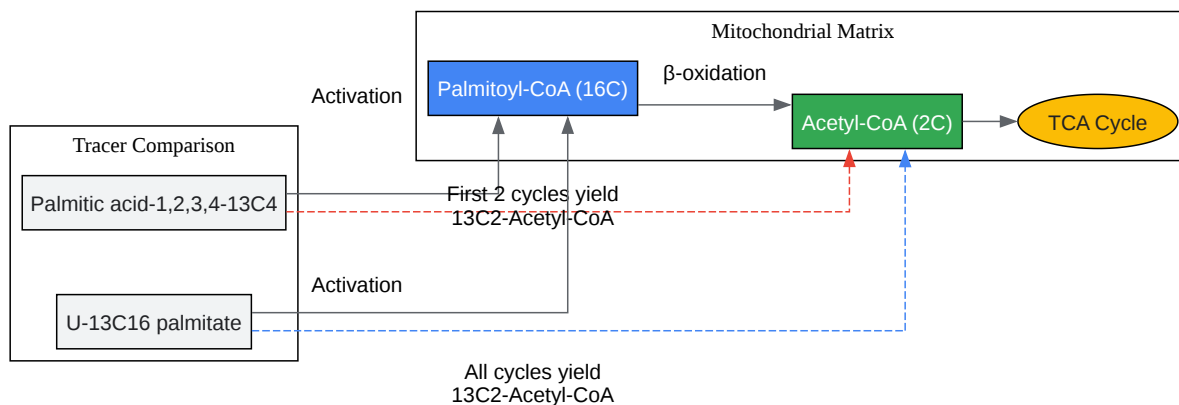 Mitochondrial Matrix
Palmitoyl-CoA (16C)
β-oxidation
Acetyl-CoA (2C)
TCA Cycle
Activation
Tracer Comparison
Palmitic acid-1,2,3,4-13C4
First 2 cycles yield
13C2-Acetyl-CoA
Activation
U-13C16 palmitate
All cycles yield
13C2-Acetyl-CoA